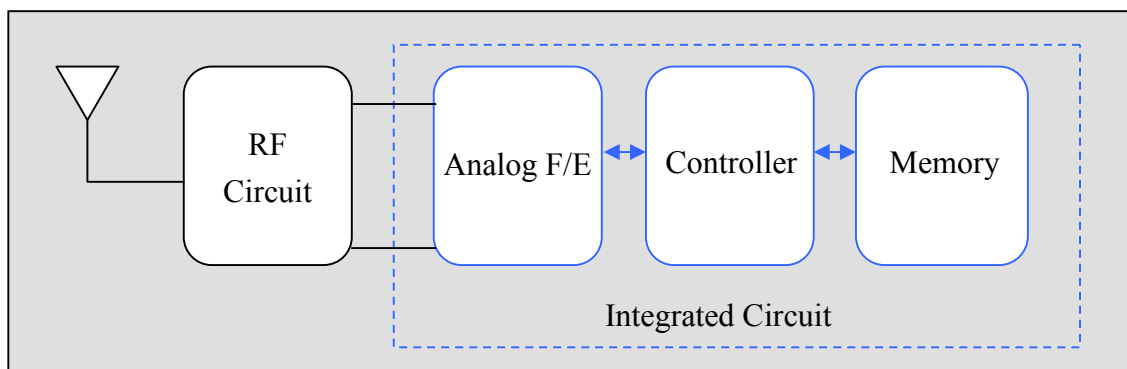 RF
Circuit
Analog F/E
Controller
Memory
Integrated Circuit